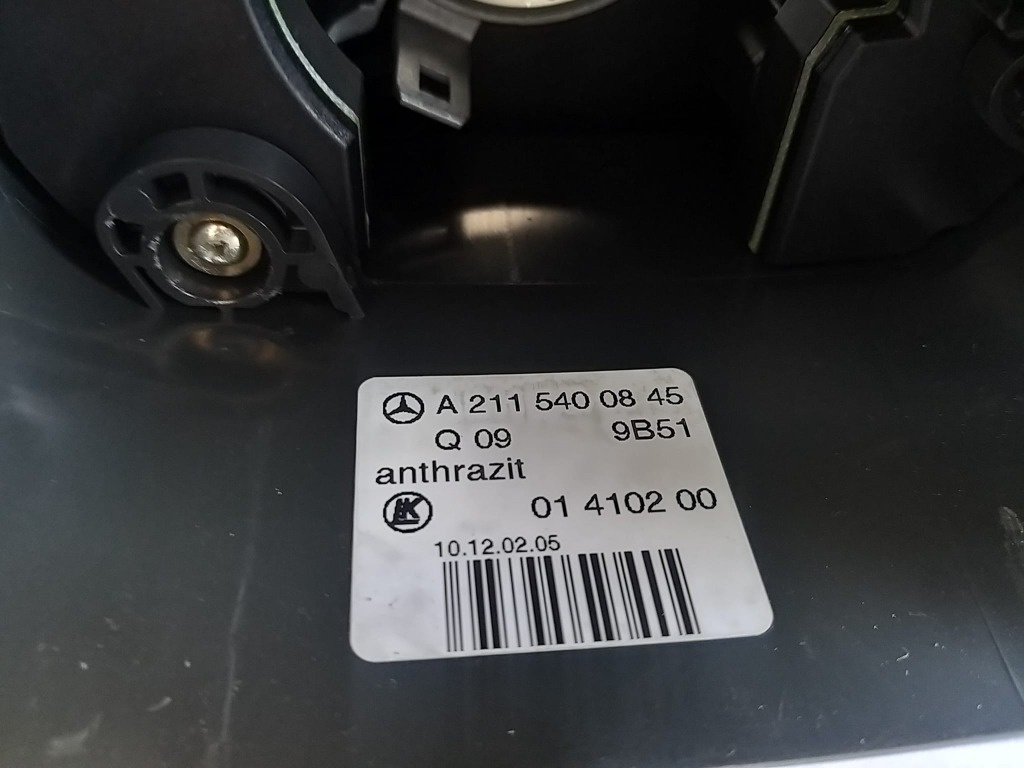 A 211 540 08 45
Q 09 9B51
anthrazit
01 4102 00
10.12.02.05